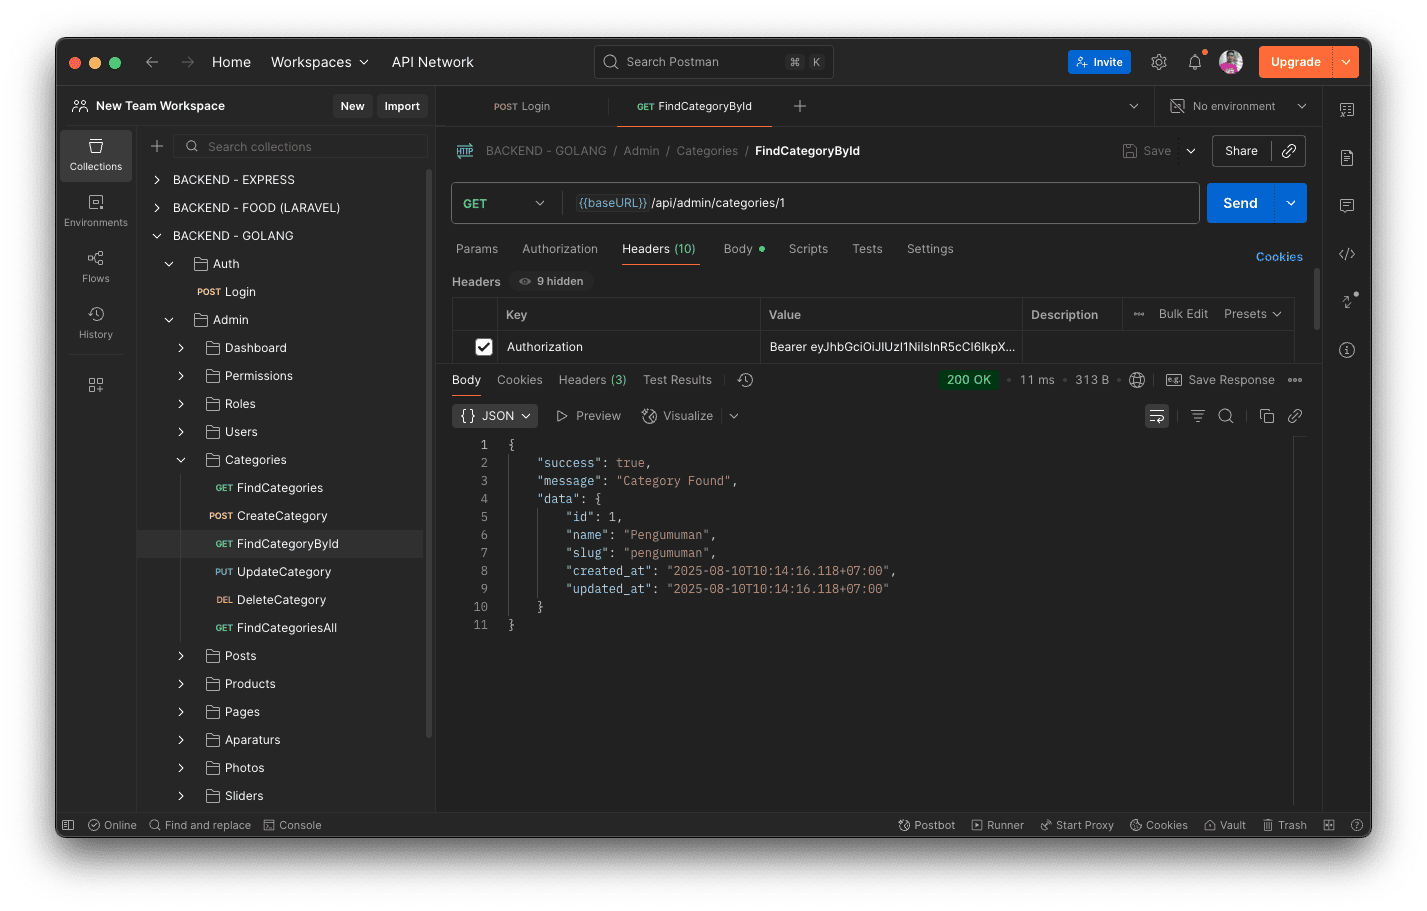 Home
Workspaces
API Network
Search Postman
⌘ K
Invite
Upgrade
New Team Workspace
New
Import
POST Login
GET FindCategoryById
No environment
Collections
Environments
Flows
History
Search collections
BACKEND - EXPRESS
BACKEND - FOOD (LARAVEL)
BACKEND - GOLANG
Auth
POST Login
Admin
Dashboard
Permissions
Roles
Users
Categories
GET FindCategories
POST CreateCategory
GET FindCategoryById
PUT UpdateCategory
DEL DeleteCategory
GET FindCategoriesAll
Posts
Products
Pages
Aparaturs
Photos
Sliders
HTTP
BACKEND - GOLANG / Admin / Categories / FindCategoryById
Save
Share
GET
{{baseURL}} /api/admin/categories/1
Send
Params
Authorization
Headers (10)
Body
Scripts
Tests
Settings
Cookies
Headers
9 hidden
Key
Value
Description
Bulk Edit
Presets
Authorization
Bearer eyJhbGciOiJIUzI1NiIsInR5cCI6IkpX...
Body
Cookies
Headers (3)
Test Results
200 OK
11 ms
313 B
e.g. Save Response
{} JSON
Preview
Visualize
1 {
2 "success": true,
3 "message": "Category Found",
4 "data": {
5 "id": 1,
6 "name": "Pengumuman",
7 "slug": "pengumuman",
8 "created_at": "2025-08-10T10:14:16.118+07:00",
9 "updated_at": "2025-08-10T10:14:16.118+07:00"
10 }
11 }
Online
Find and replace
Console
Postbot
Runner
Start Proxy
Cookies
Vault
Trash